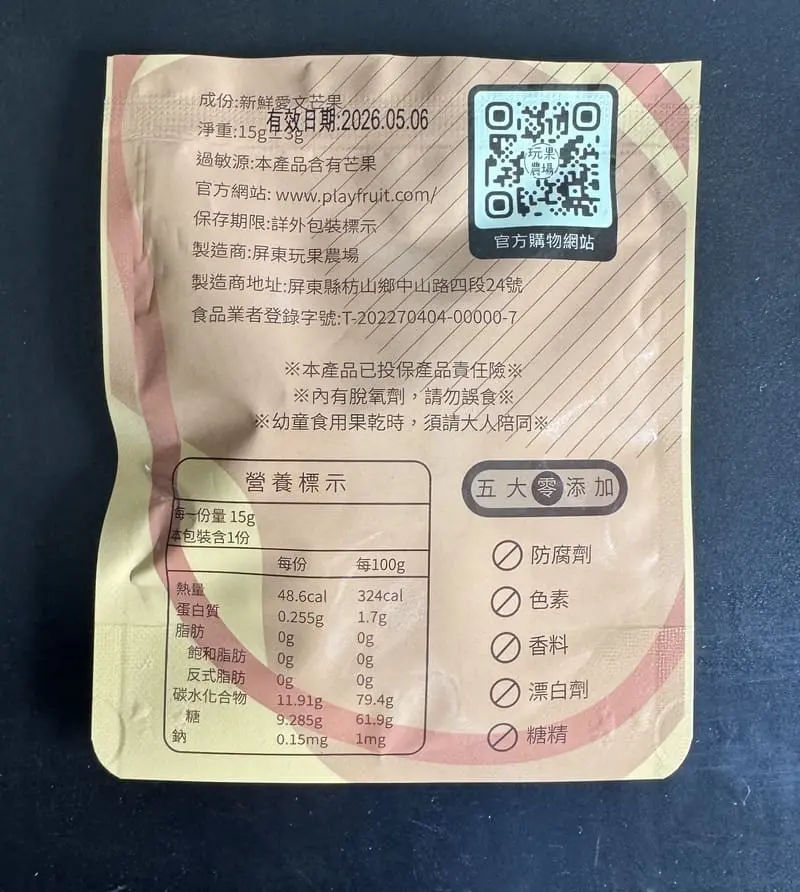 成份:新鮮愛文芒果
有效日期:2026.05.06
淨重:15g±3g
過敏源:本產品含有芒果
官方網站: www.playfruit.com/
保存期限:詳外包裝標示
製造商:屏東玩果農場
製造商地址:屏東縣枋山鄉中山路四段24號
食品業者登錄字號:T-202270404-00000-7
玩果
農場
官方購物網站
※本產品已投保產品責任險※
※內有脫氧劑，請勿誤食※
※幼童食用果乾時，須請大人陪同※
營養標示
每一份量 15g
本包裝含1份
每份 每100g
熱量 48.6cal 324cal
蛋白質 0.255g 1.7g
脂肪 0g 0g
飽和脂肪 0g 0g
反式脂肪 0g 0g
碳水化合物 11.91g 79.4g
糖 9.285g 61.9g
鈉 0.15mg 1mg
五大零添加
防腐劑
色素
香料
漂白劑
糖精